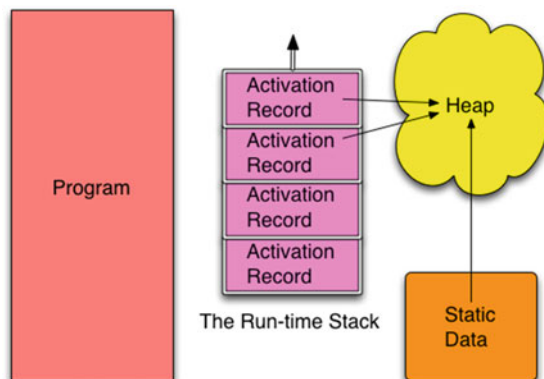 Program
Activation
Record
Activation
Record
Activation
Record
Activation
Record
The Run-time Stack
Heap
Static
Data